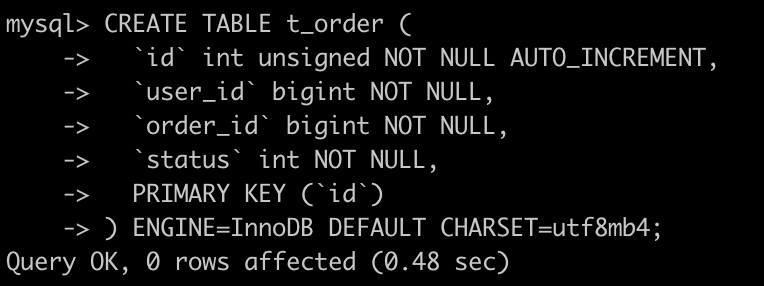 mysql> CREATE TABLE t_order (
    ->   `id` int unsigned NOT NULL AUTO_INCREMENT,
    ->   `user_id` bigint NOT NULL,
    ->   `order_id` bigint NOT NULL,
    ->   `status` int NOT NULL,
    ->   PRIMARY KEY (`id`)
    -> ) ENGINE=InnoDB DEFAULT CHARSET=utf8mb4;
Query OK, 0 rows affected (0.48 sec)